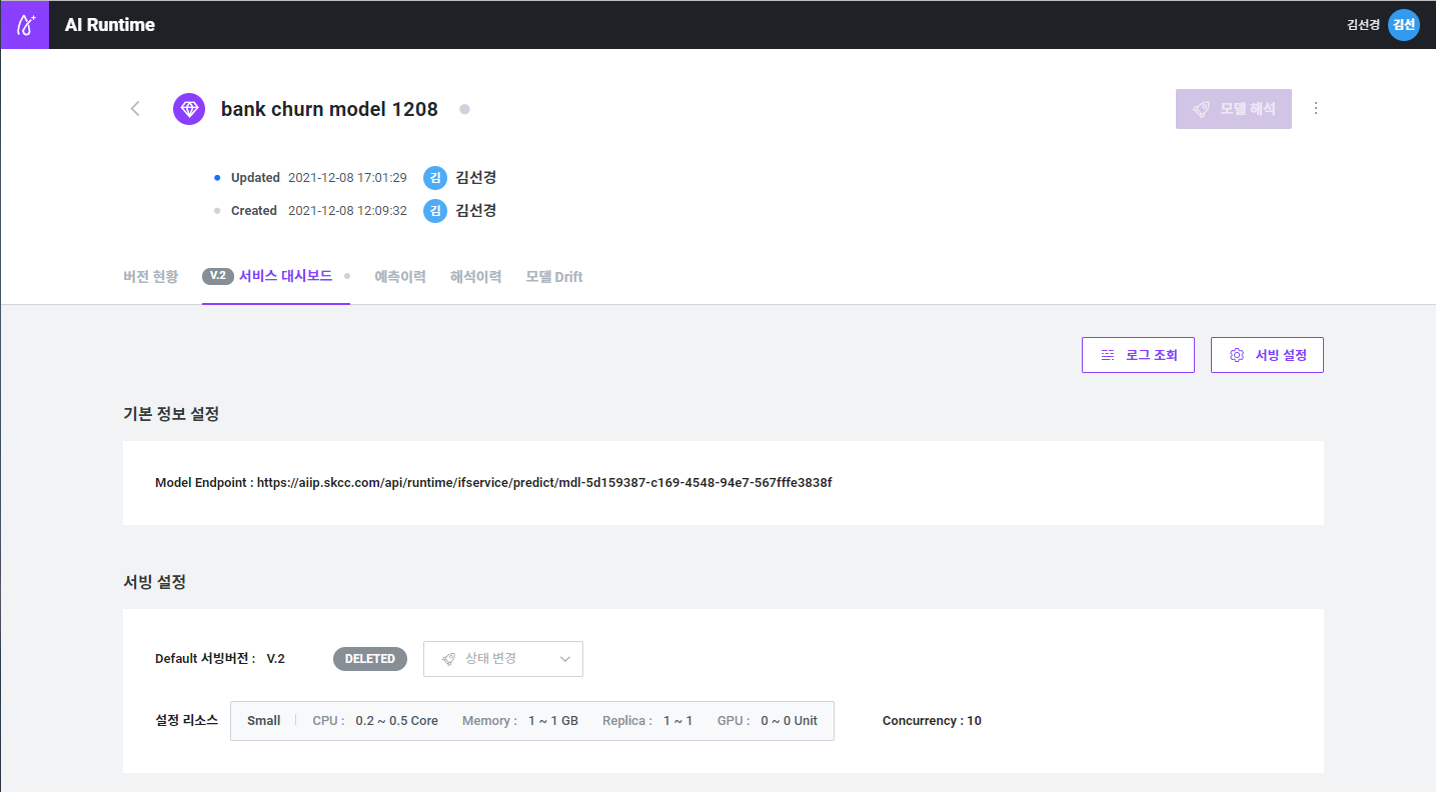 AI Runtime 김선경 김선
bank churn model 1208 모델 해석
Updated 2021-12-08 17:01:29 김 김선경
Created 2021-12-08 12:09:32 김 김선경
버전 현황 V.2 서비스 대시보드 예측이력 해석이력 모델 Drift
로그 조회 서빙 설정
기본 정보 설정
Model Endpoint : https://aiip.skcc.com/api/runtime/ifservice/predict/mdl-5d159387-c169-4548-94e7-567fffe3838f
서빙 설정
Default 서빙버전 : V.2 DELETED 상태 변경
설정 리소스 Small CPU : 0.2 ~ 0.5 Core Memory : 1 ~ 1 GB Replica : 1 ~ 1 GPU : 0 ~ 0 Unit Concurrency : 10